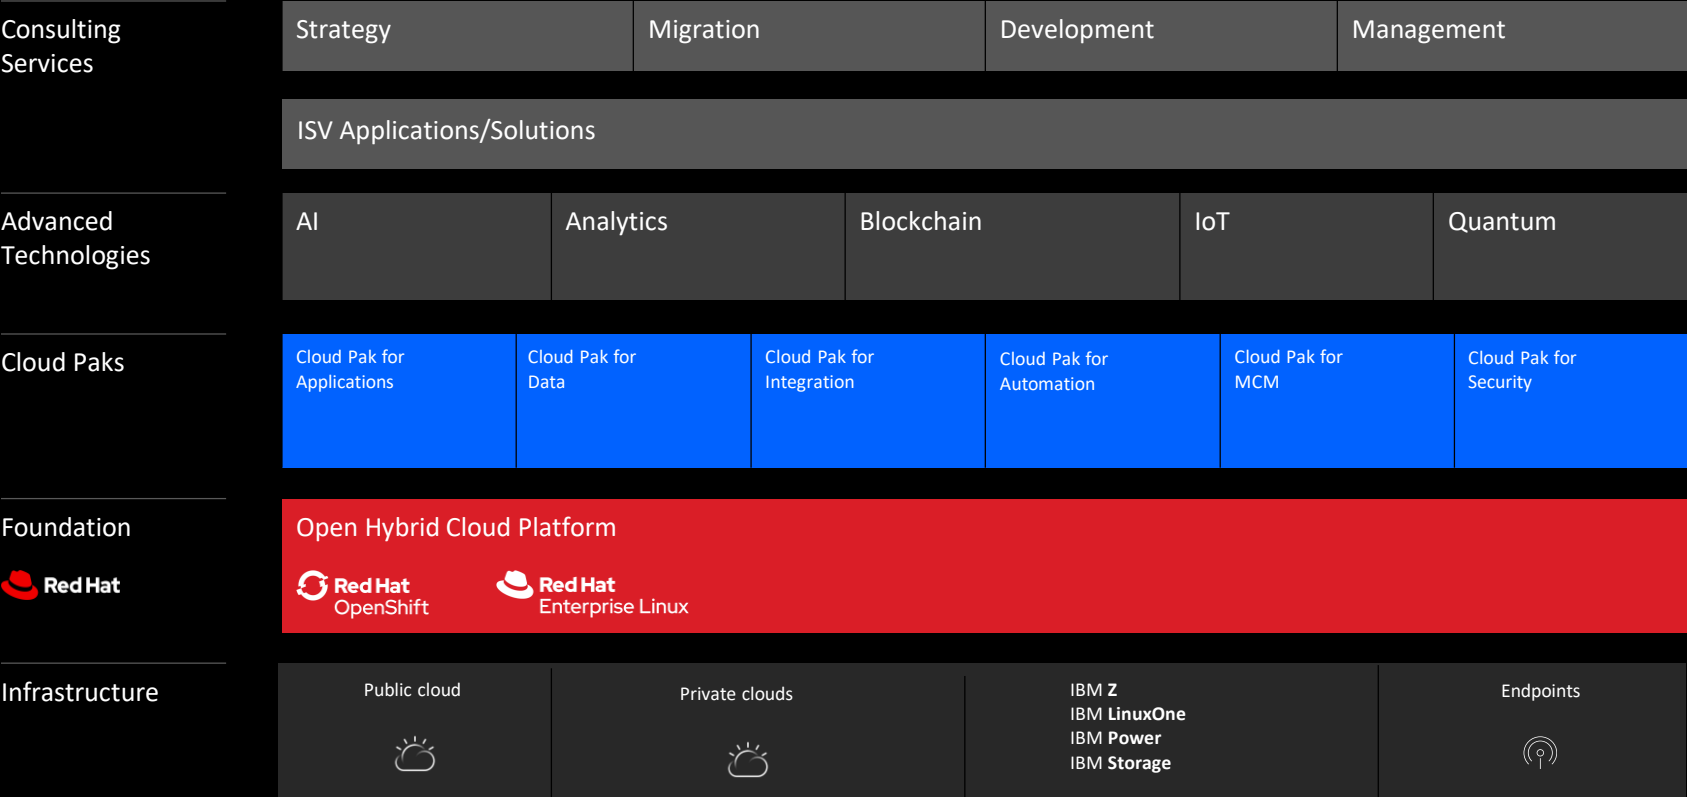 Consulting
Services
Strategy
Migration
Development
Management
ISV Applications/Solutions
Advanced
Technologies
AI
Analytics
Blockchain
IoT
Quantum
Cloud Paks
Cloud Pak for
Applications
Cloud Pak for
Data
Cloud Pak for
Integration
Cloud Pak for
Automation
Cloud Pak for
MCM
Cloud Pak for
Security
Foundation
Red Hat
Open Hybrid Cloud Platform
Red Hat
OpenShift
Red Hat
Enterprise Linux
Infrastructure
Public cloud
Private clouds
IBM Z
IBM LinuxOne
IBM Power
IBM Storage
Endpoints